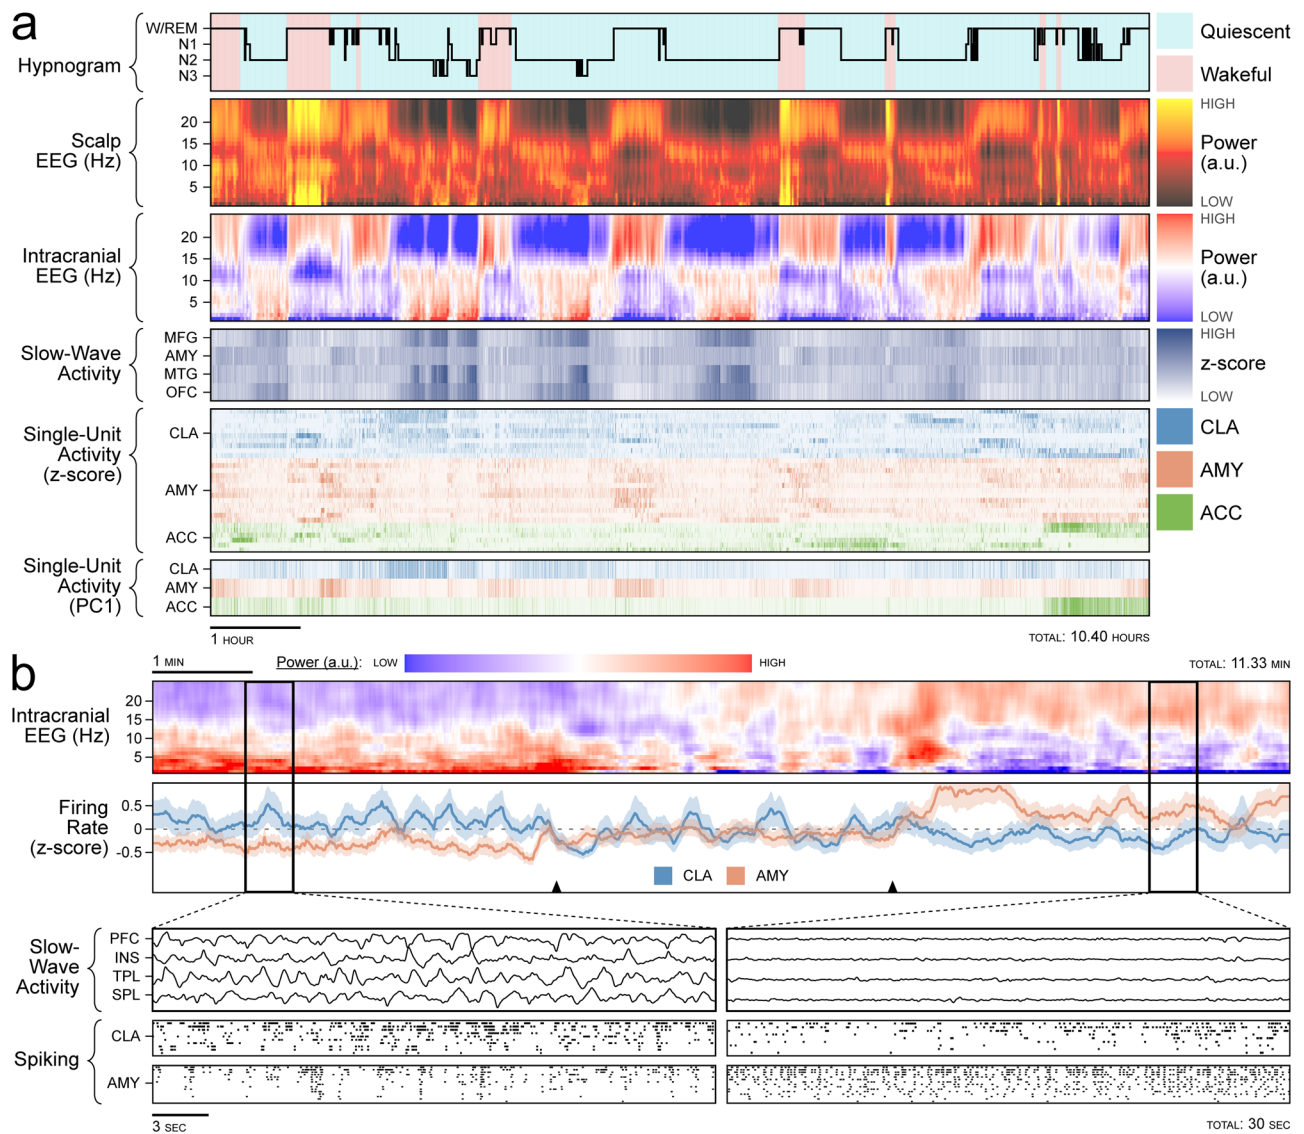 a
Hypnogram
W/REM
N1
N2
N3
Quiescent
Wakeful
Scalp
EEG (Hz)
20
15
10
5
HIGH
Power
(a.u.)
LOW
Intracranial
EEG (Hz)
20
15
10
5
HIGH
Power
(a.u.)
LOW
Slow-Wave
Activity
MFG
AMY
MTG
OFC
HIGH
z-score
LOW
Single-Unit
Activity
(z-score)
CLA
AMY
ACC
CLA
AMY
ACC
Single-Unit
Activity
(PC1)
CLA
AMY
ACC
1 HOUR
TOTAL: 10.40 HOURS
b
1 MIN
Power (a.u.): LOW HIGH
TOTAL: 11.33 MIN
Intracranial
EEG (Hz)
20
15
10
5
Firing
Rate
(z-score)
0.5
0
-0.5
CLA AMY
Slow-
Wave
Activity
PFC
INS
TPL
SPL
Spiking
CLA
AMY
3 SEC
TOTAL: 30 SEC